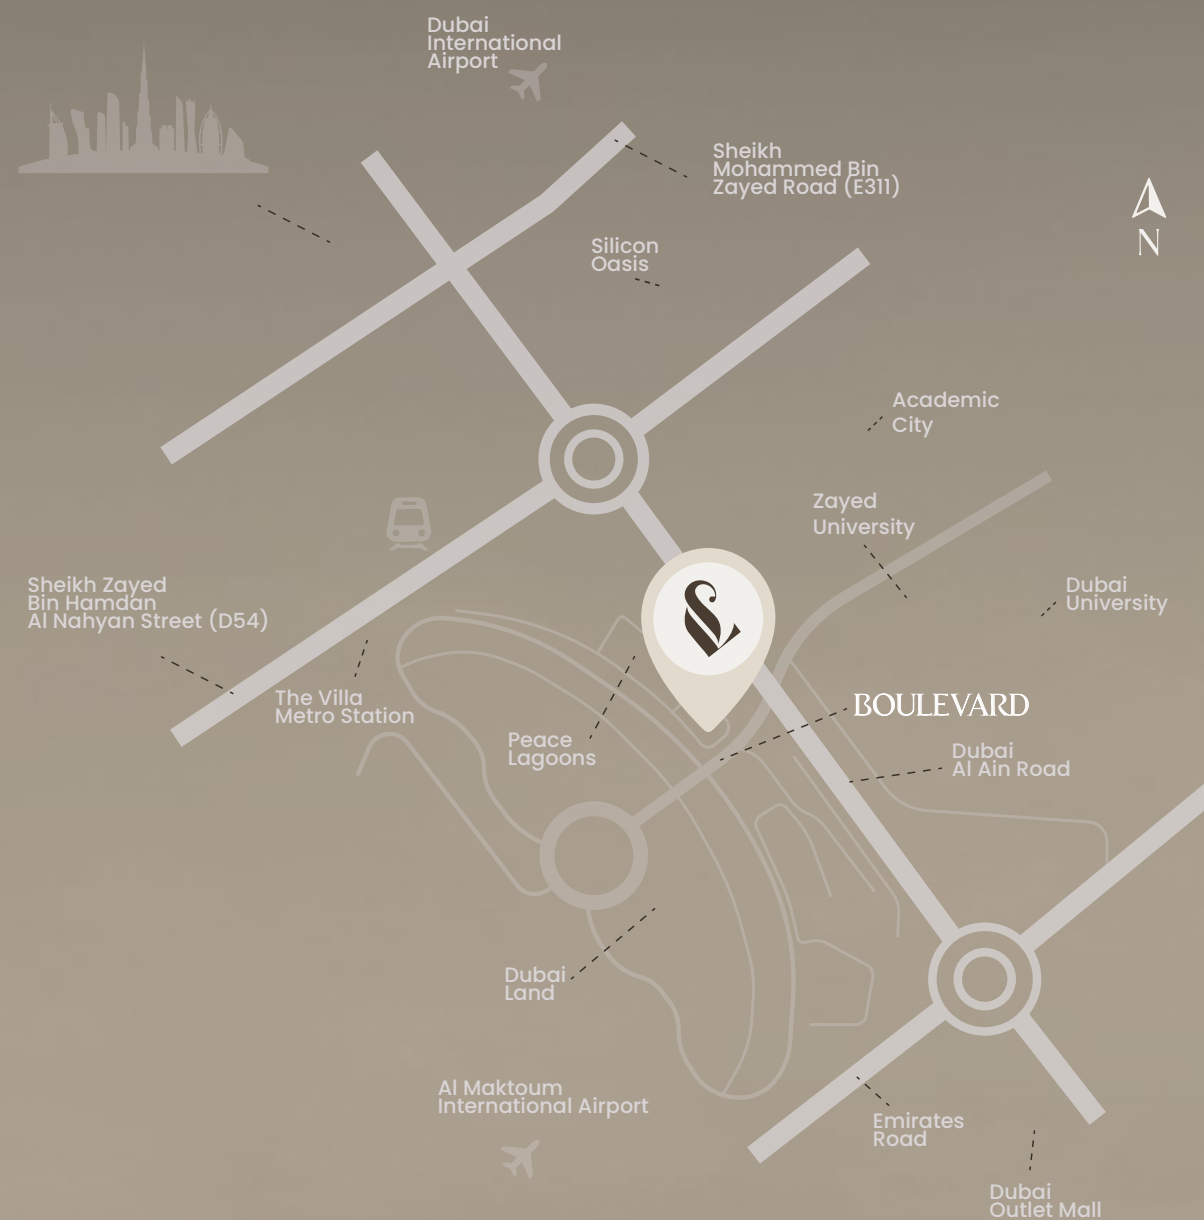 Dubai
International
Airport
Sheikh
Mohammed Bin
Zayed Road (E311)
N
Silicon
Oasis
Academic
City
Zayed
University
Sheikh Zayed
Bin Hamdan
Al Nahyan Street (D54)
Dubai
University
The Villa
Metro Station
BOULEVARD
Peace
Lagoons
Dubai
Al Ain Road
Dubai
Land
Al Maktoum
International Airport
Emirates
Road
Dubai
Outlet Mall